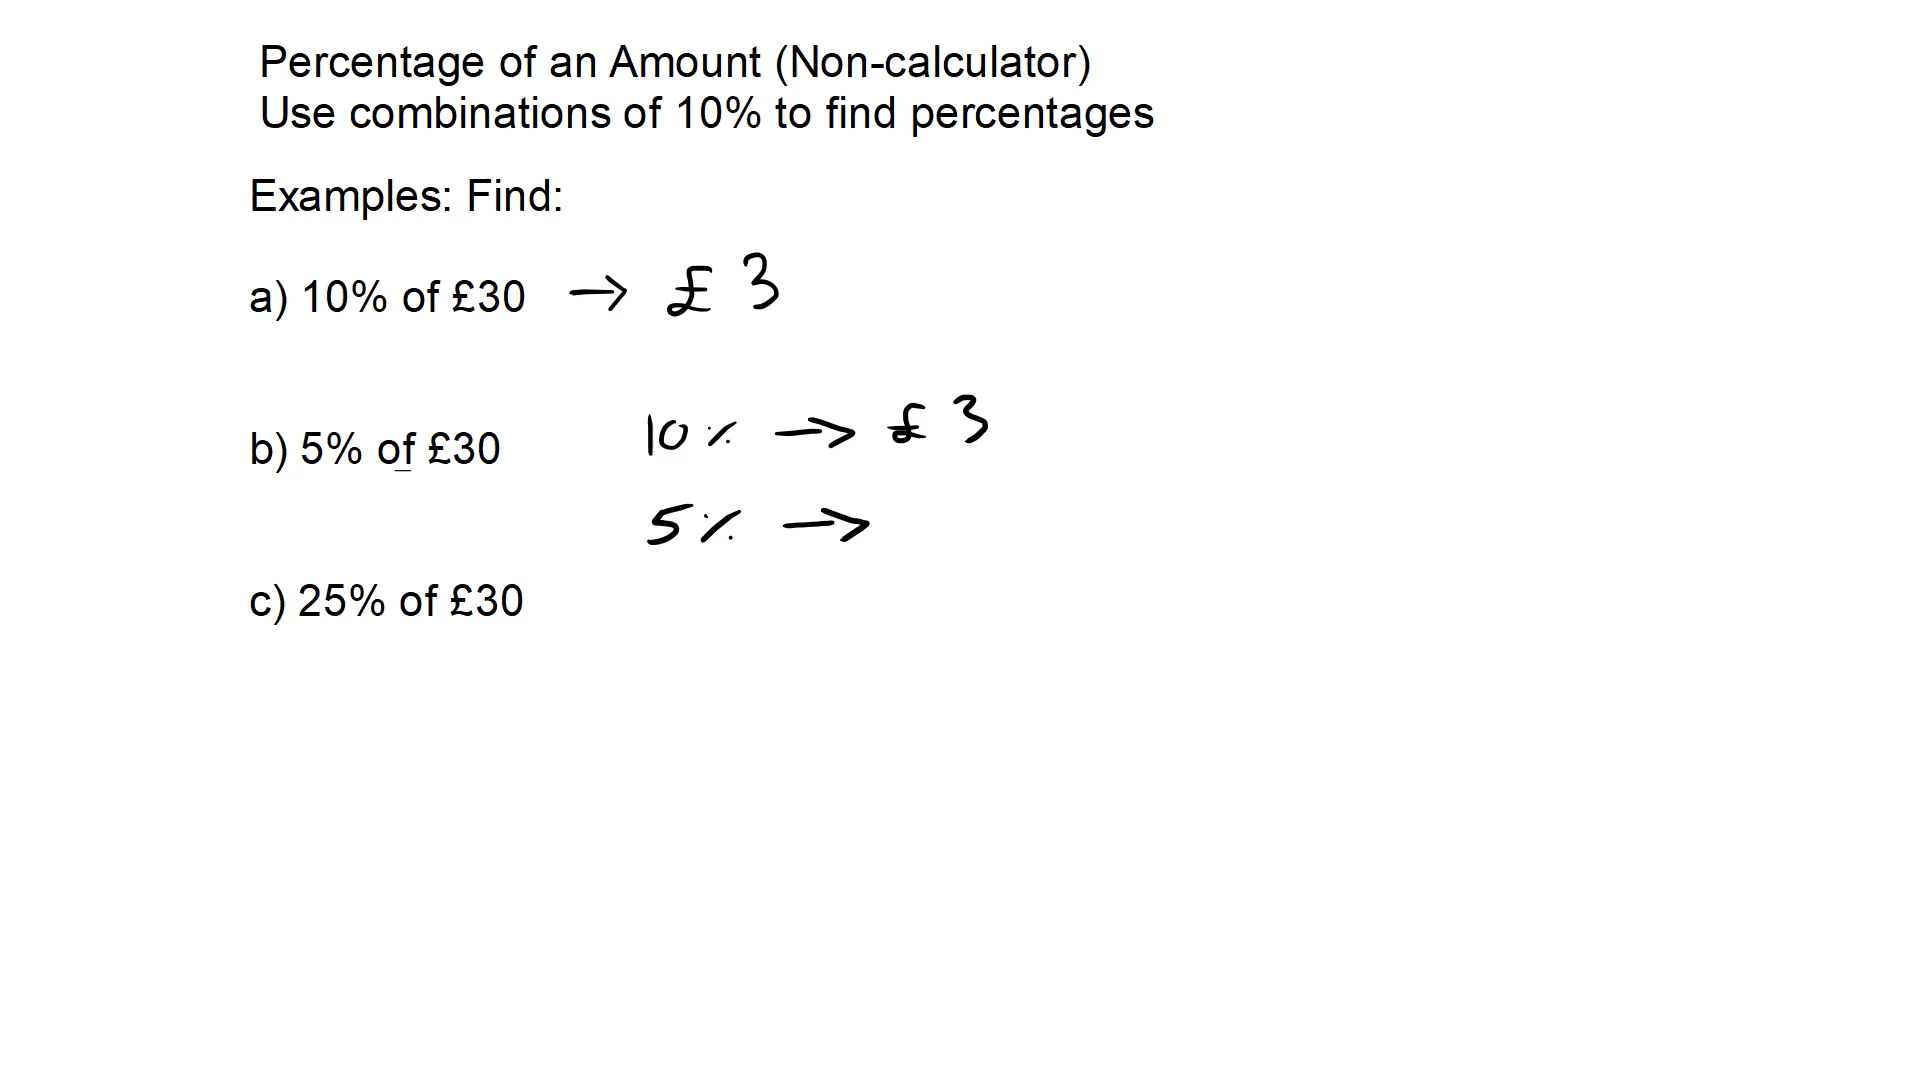 Percentage of an Amount (Non-calculator)
Use combinations of 10% to find percentages
Examples: Find:
a) 10% of £30 → £3
b) 5% of £30 10% → £3
5% →
c) 25% of £30